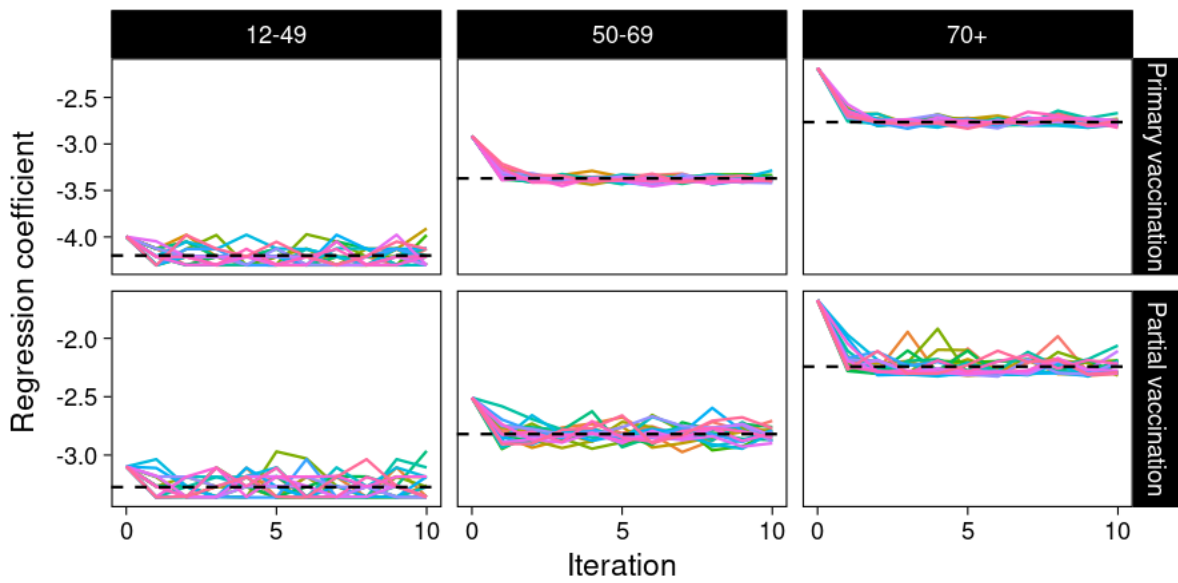 12-49
50-69
70+
Primary vaccination
-2.5
-3.0
-3.5
-4.0
Regression coefficient
-2.0
-2.5
-3.0
Partial vaccination
0 5 10 0 5 10 0 5 10
Iteration